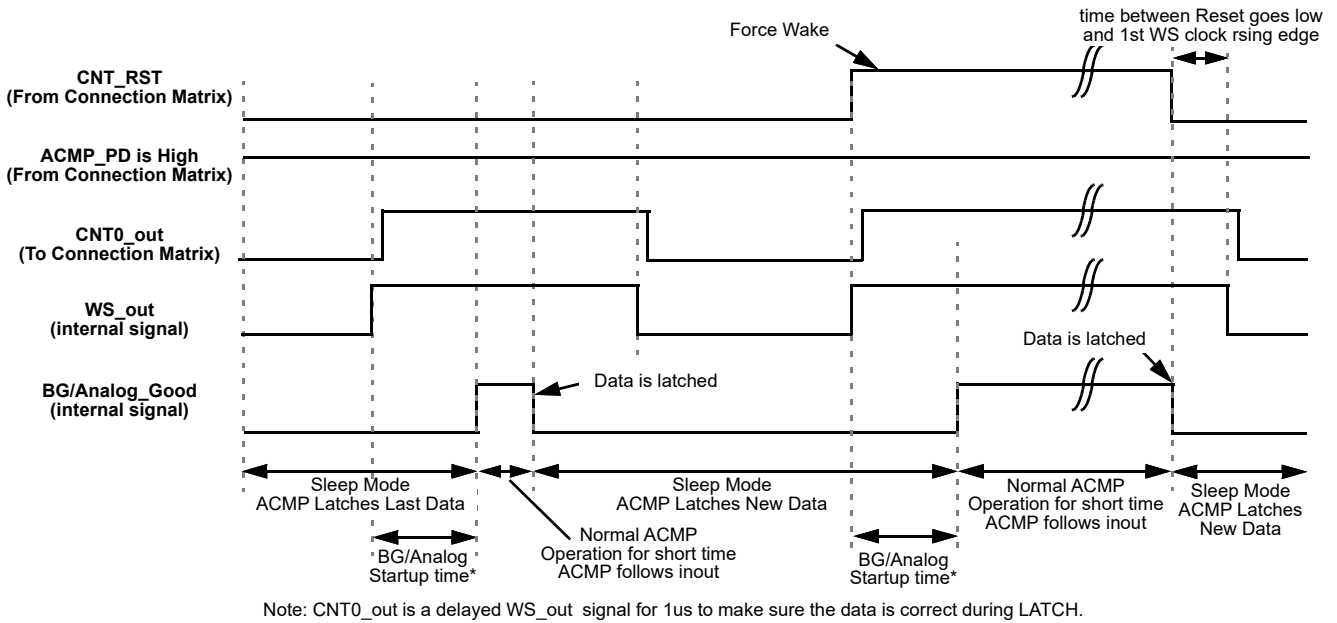 time between Reset goes low
and 1st WS clock rsing edge
Force Wake
CNT_RST
(From Connection Matrix)
ACMP_PD is High
(From Connection Matrix)
CNT0_out
(To Connection Matrix)
WS_out
(internal signal)
Data is latched
BG/Analog_Good
(internal signal)
Data is latched
Sleep Mode
ACMP Latches Last Data
Sleep Mode
ACMP Latches New Data
Normal ACMP
Operation for short time
ACMP follows inout
Sleep Mode
ACMP Latches
New Data
BG/Analog
Startup time*
Normal ACMP
Operation for short time
ACMP follows inout
BG/Analog
Startup time*
Note: CNT0_out is a delayed WS_out signal for 1us to make sure the data is correct during LATCH.